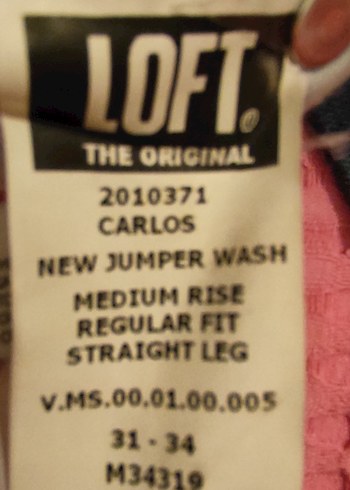 LOFT
THE ORIGINAL
2010371
CARLOS
NEW JUMPER WASH
MEDIUM RISE
REGULAR FIT
STRAIGHT LEG
V.MS.00.01.00.005
31 - 34
M34319